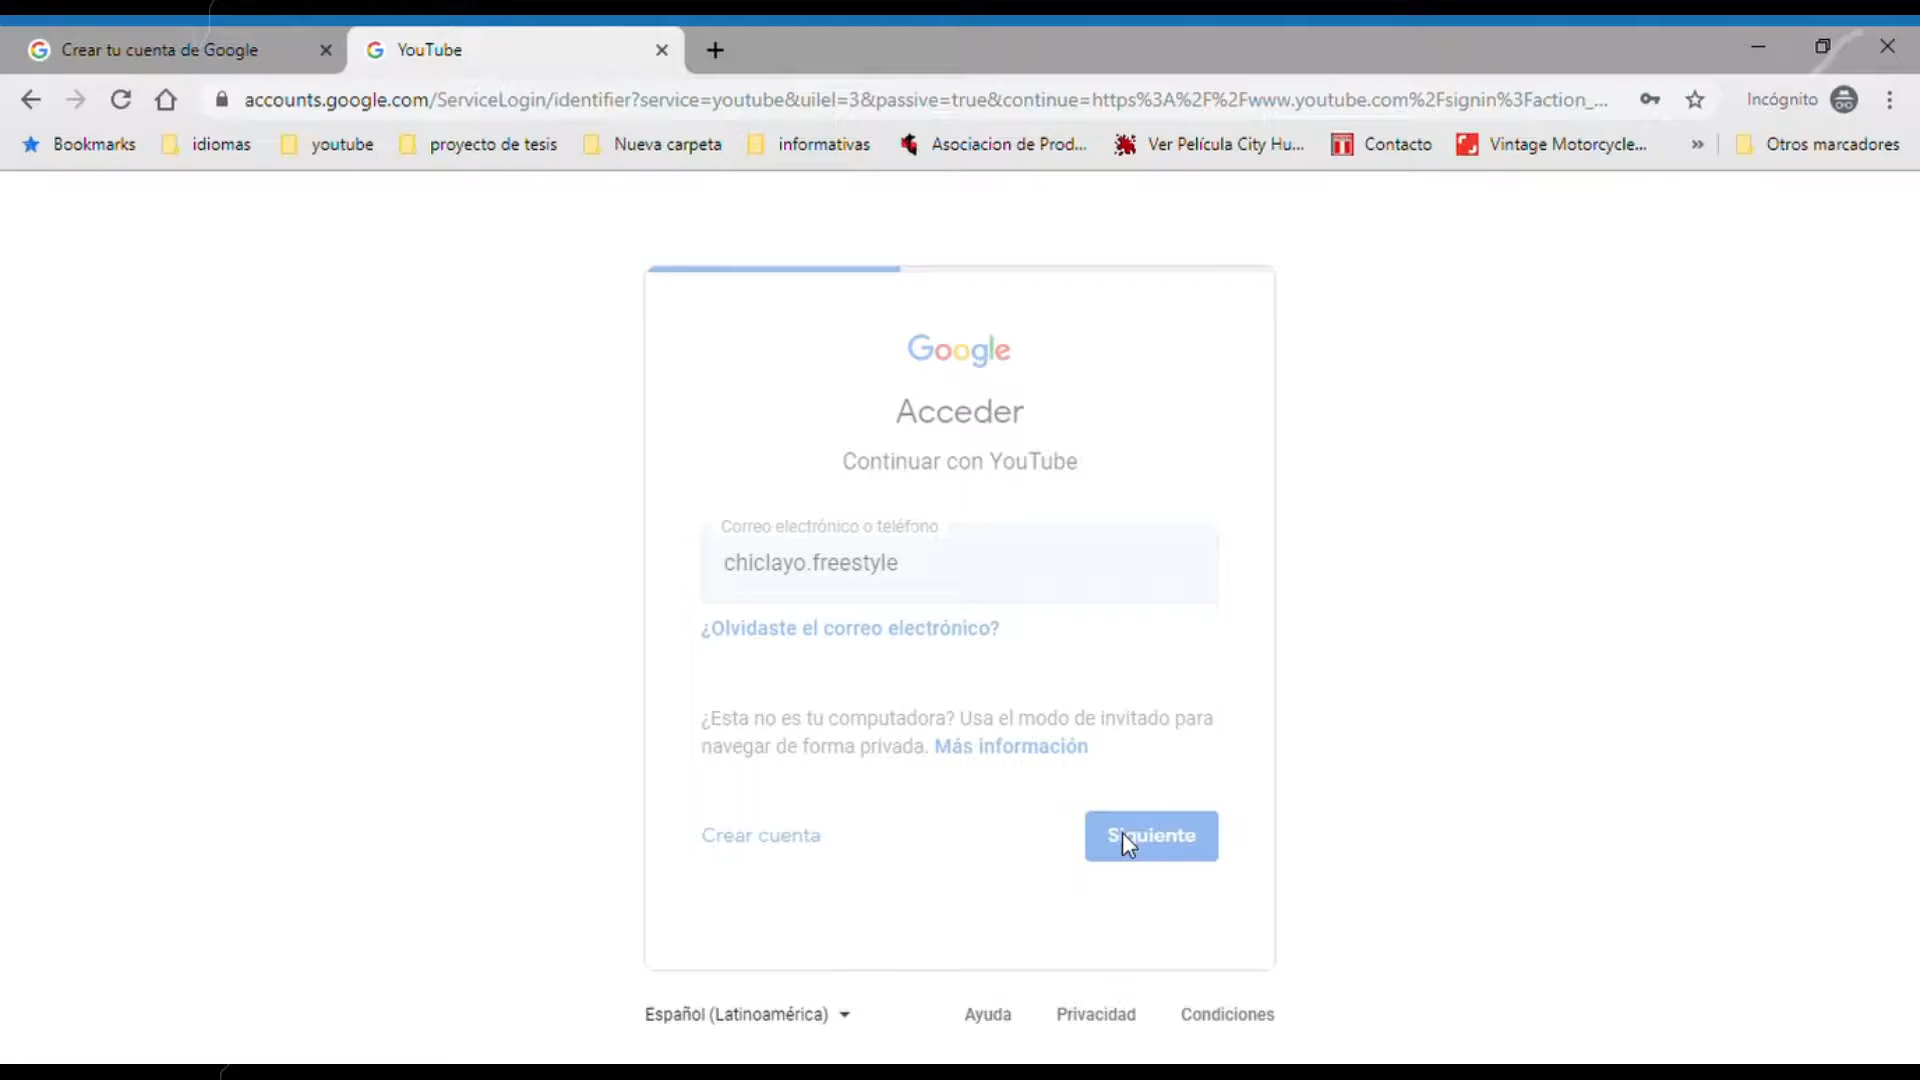 Crear tu cuenta de Google
YouTube
accounts.google.com/ServiceLogin/identifier?service=youtube&uilel=3&passive=true&continue=https%3A%2F%2Fwww.youtube.com%2Fsignin%3Faction_...
Incógnito
Bookmarks
idiomas
youtube
proyecto de tesis
Nueva carpeta
informativas
Asociacion de Prod...
Ver Película City Hu...
Contacto
Vintage Motorcycle...
»
Otros marcadores
Google
Acceder
Continuar con YouTube
Correo electrónico o teléfono
chiclayo.freestyle
¿Olvidaste el correo electrónico?
¿Esta no es tu computadora? Usa el modo de invitado para
navegar de forma privada. Más información
Crear cuenta
Siguiente
Español (Latinoamérica)
Ayuda
Privacidad
Condiciones